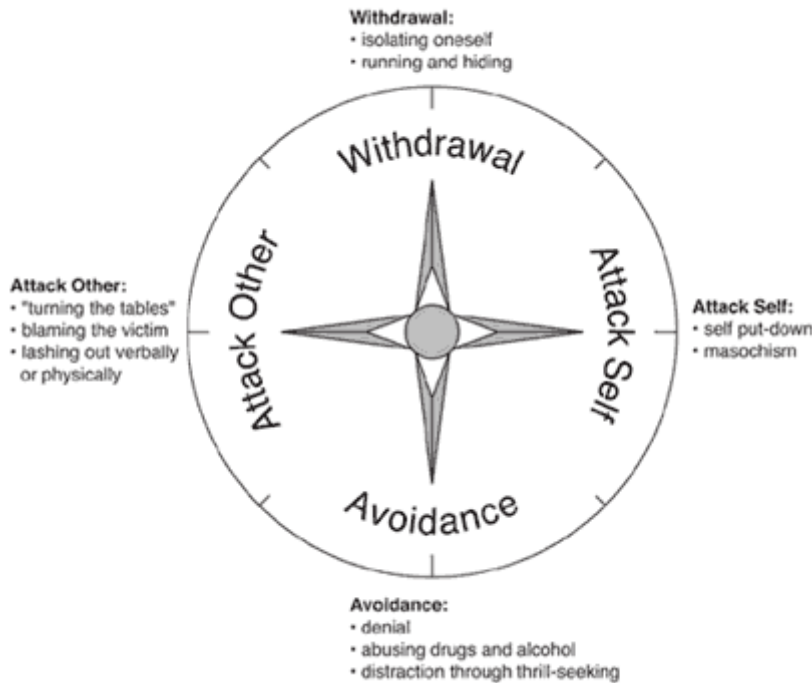 Withdrawal:
• isolating oneself
• running and hiding
Withdrawal
Attack Other
Attack Self
Attack Other:
• "turning the tables"
• blaming the victim
• lashing out verbally
or physically
Attack Self:
• self put-down
• masochism
Avoidance
Avoidance:
• denial
• abusing drugs and alcohol
• distraction through thrill-seeking